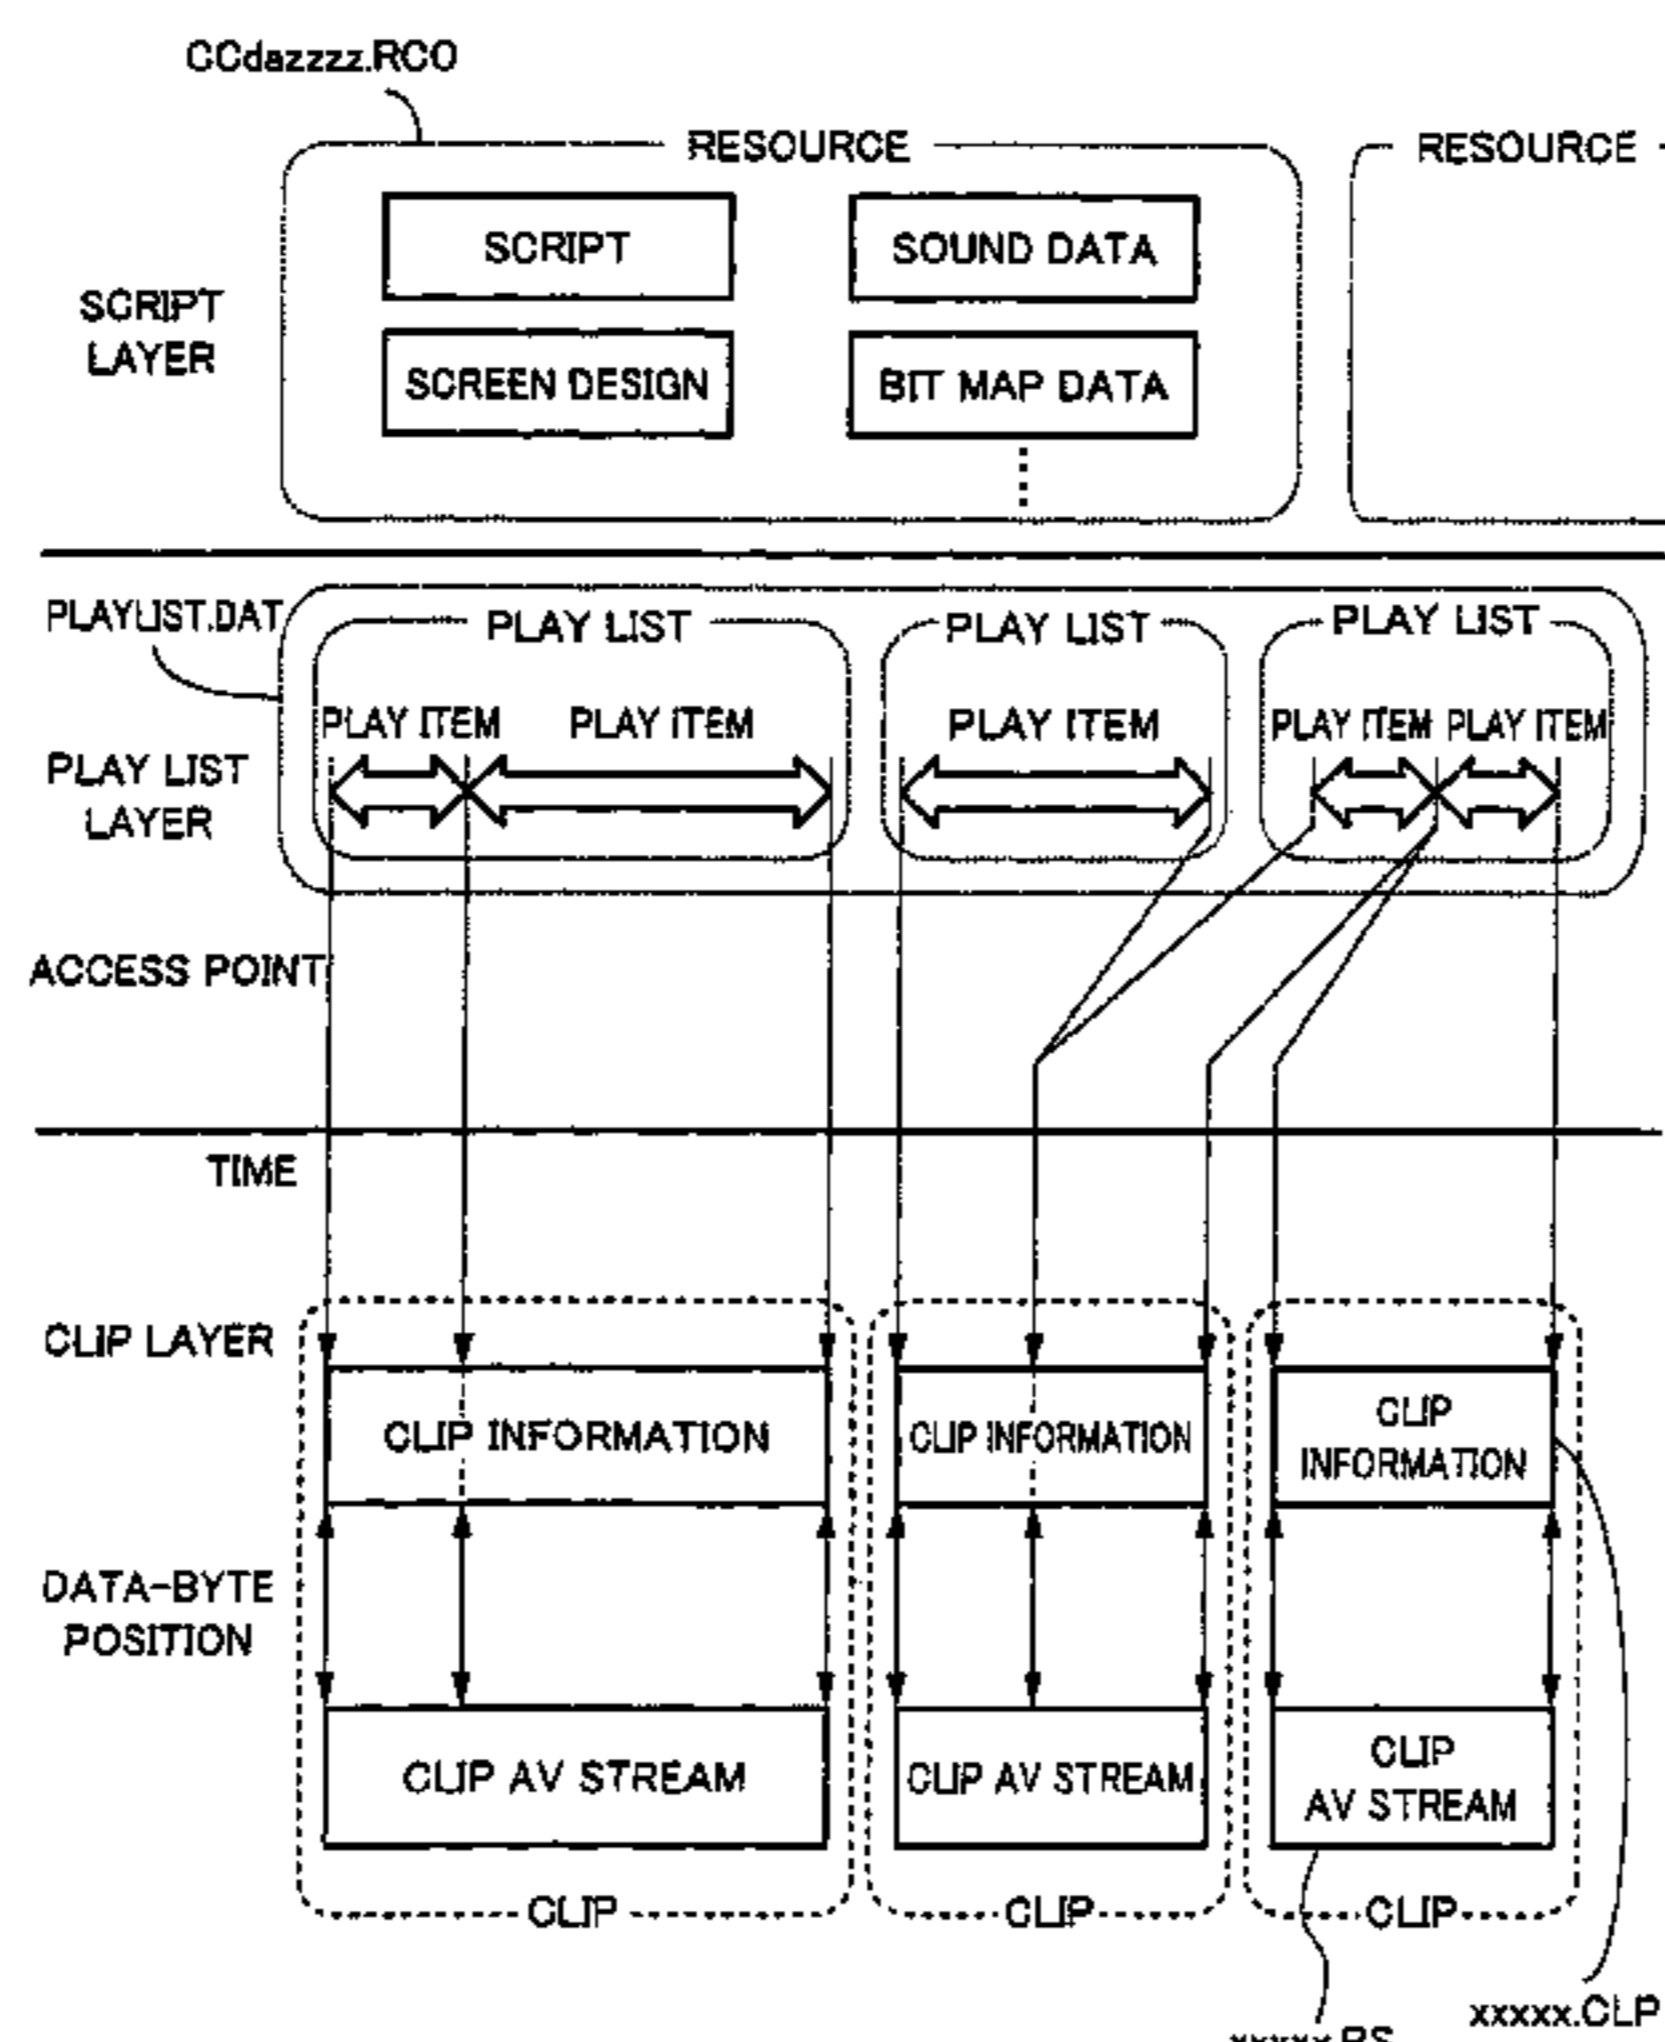 CCdazzzz.RCO
RESOURCE
RESOURCE
SCRIPT
SOUND DATA
SCRIPT
LAYER
SCREEN DESIGN
BIT MAP DATA
PLAYLIST.DAT
PLAY LIST
PLAY LIST
PLAY LIST
PLAY ITEM
PLAY ITEM
PLAY ITEM
PLAY ITEM
PLAY ITEM
PLAY LIST
LAYER
ACCESS POINT
TIME
CLIP LAYER
CLIP INFORMATION
CLIP INFORMATION
CLIP
INFORMATION
DATA-BYTE
POSITION
CLIP AV STREAM
CLIP AV STREAM
CLIP
AV STREAM
CLIP
CLIP
CLIP
xxxxx.CLP